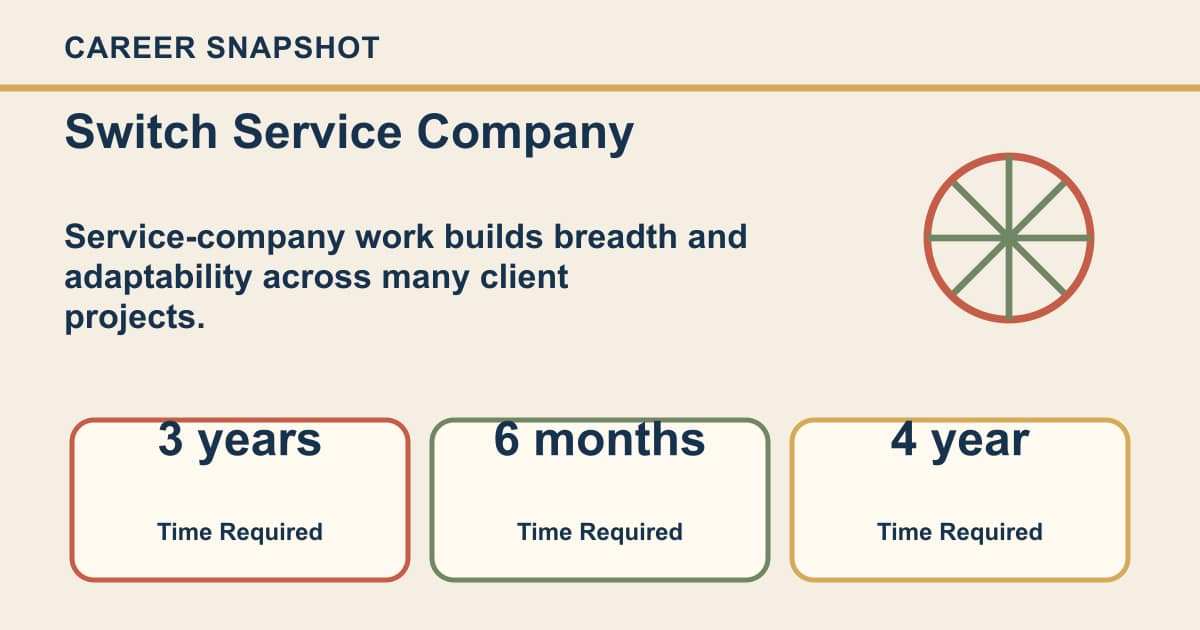 CAREER SNAPSHOT
Switch Service Company
Service-company work builds breadth and
adaptability across many client
projects.
3 years
Time Required
6 months
Time Required
4 year
Time Required